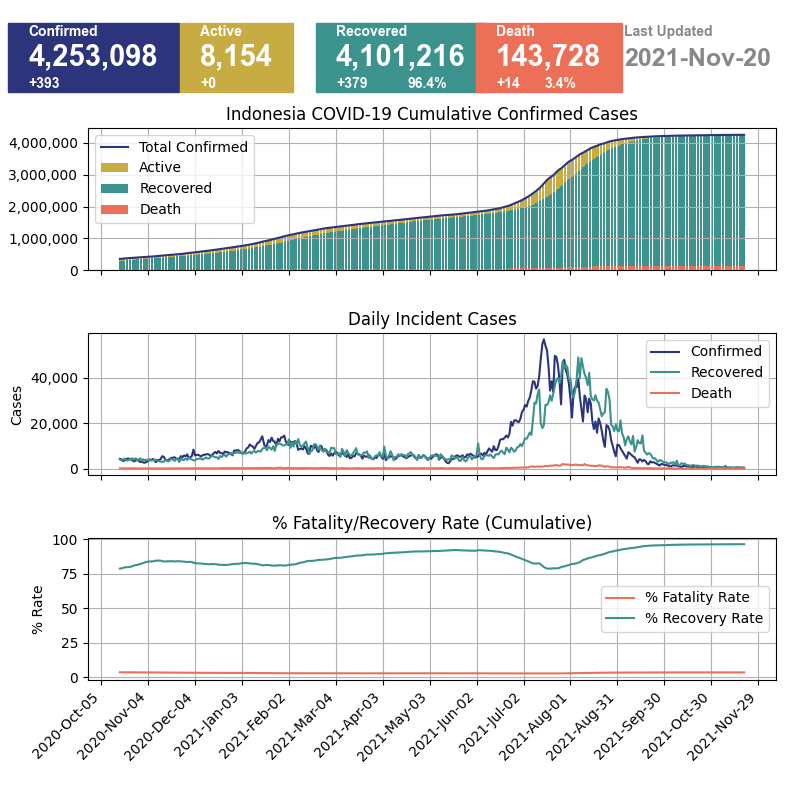 Confirmed
4,253,098
+393
Active
8,154
+0
Recovered
4,101,216
+379 96.4%
Death
143,728
+14 3.4%
Last Updated
2021-Nov-20
Indonesia COVID-19 Cumulative Confirmed Cases
4,000,000
3,000,000
2,000,000
1,000,000
0
Total Confirmed
Active
Recovered
Death
Daily Incident Cases
Cases
40,000
20,000
0
Confirmed
Recovered
Death
% Fatality/Recovery Rate (Cumulative)
% Rate
100
75
50
25
0
% Fatality Rate
% Recovery Rate
2020-Oct-05
2020-Nov-04
2020-Dec-04
2021-Jan-03
2021-Feb-02
2021-Mar-04
2021-Apr-03
2021-May-03
2021-Jun-02
2021-Jul-02
2021-Aug-01
2021-Aug-31
2021-Sep-30
2021-Oct-30
2021-Nov-29